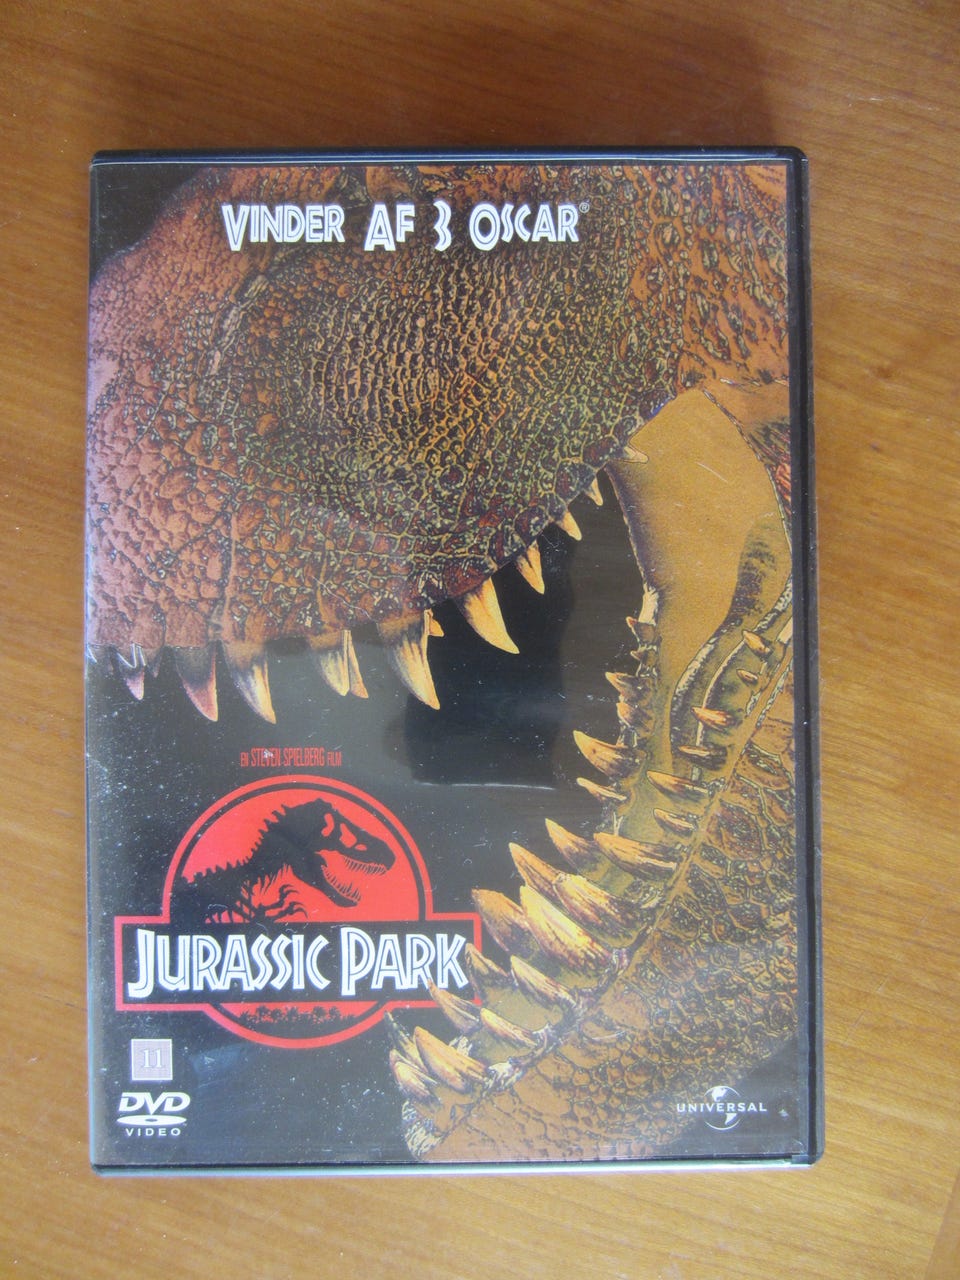 VINDER AF 3 OSCAR®
EN STEVEN SPIELBERG FILM
JURASSIC PARK
11
DVD
VIDEO
UNIVERSAL